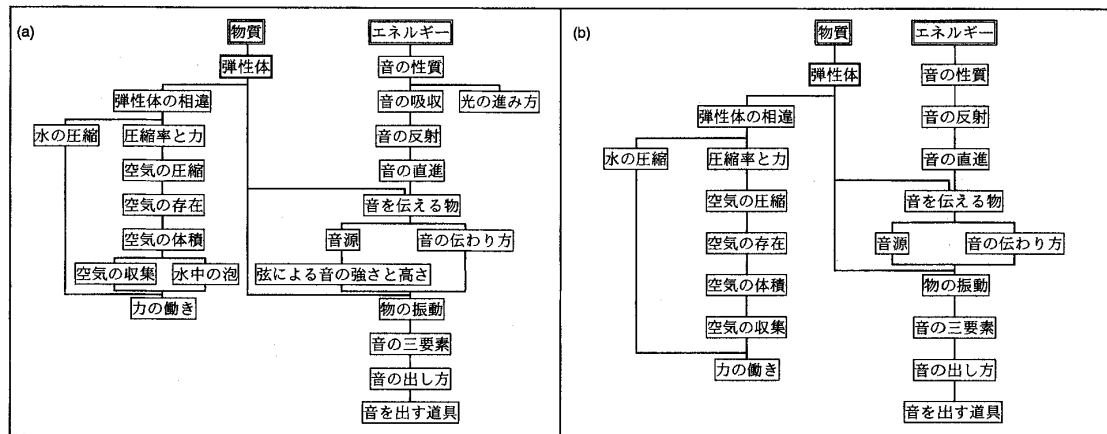 (a)
物質
エネルギー
弾性体
音の性質
弾性体の相違
音の吸収
光の進み方
水の圧縮
圧縮率と力
音の反射
空気の圧縮
音の直進
空気の存在
音を伝える物
空気の体積
音源
音の伝わり方
空気の収集
水中の泡
弦による音の強さと高さ
力の働き
物の振動
音の三要素
音の出し方
音を出す道具
(b)
物質
エネルギー
弾性体
音の性質
弾性体の相違
音の反射
水の圧縮
圧縮率と力
音の直進
空気の圧縮
音を伝える物
空気の存在
音源
音の伝わり方
空気の体積
物の振動
空気の収集
音の三要素
力の働き
音の出し方
音を出す道具